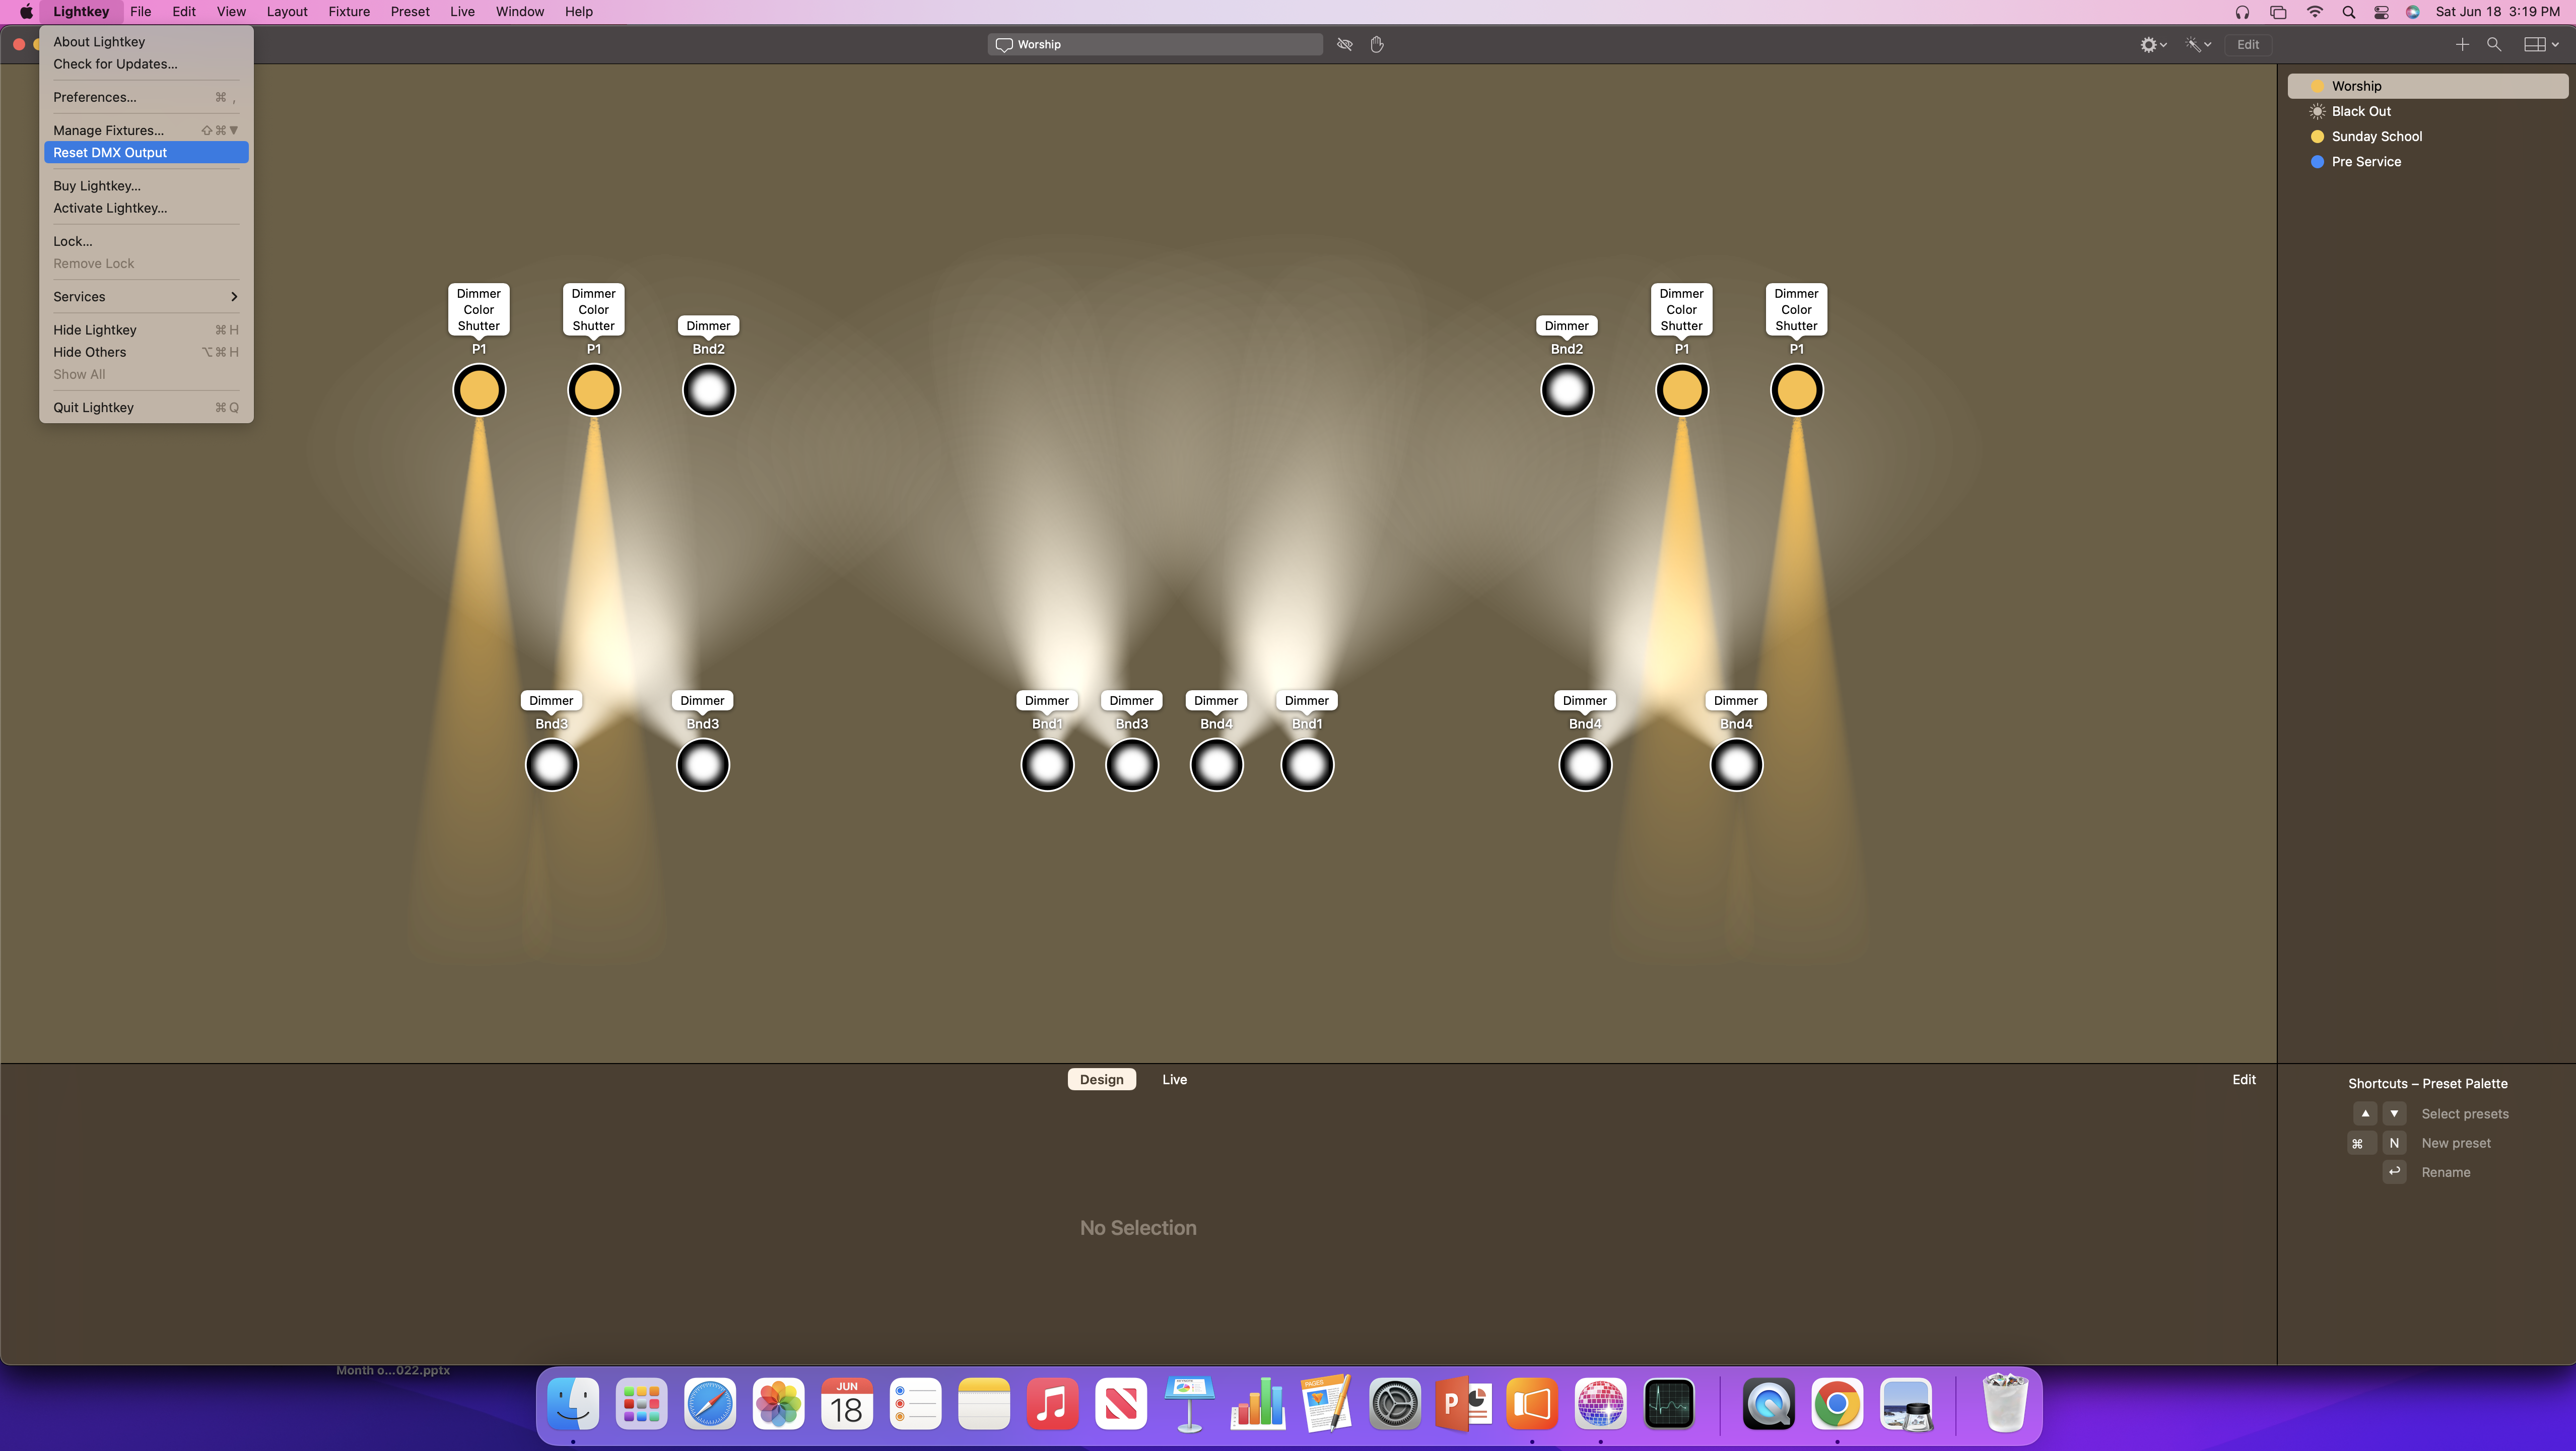 Lightkey File Edit View Layout Fixture Preset Live Window Help Sat Jun 18 3:19 PM
Worship
Edit
About Lightkey
Check for Updates...
Preferences... ⌘ ,
Manage Fixtures... ⇧⌘▼
Reset DMX Output
Buy Lightkey...
Activate Lightkey...
Lock...
Remove Lock
Services
Hide Lightkey ⌘H
Hide Others ⌥⌘H
Show All
Quit Lightkey ⌘Q
Worship
Black Out
Sunday School
Pre Service
Dimmer
Color
Shutter
P1
Dimmer
Color
Shutter
P1
Dimmer
Bnd2
Dimmer
Bnd2
Dimmer
Color
Shutter
P1
Dimmer
Color
Shutter
P1
Dimmer
Bnd3
Dimmer
Bnd3
Dimmer
Bnd1
Dimmer
Bnd3
Dimmer
Bnd4
Dimmer
Bnd1
Dimmer
Bnd4
Dimmer
Bnd4
Design Live Edit
No Selection
Shortcuts – Preset Palette
▲ ▼ Select presets
⌘ N New preset
↩ Rename
Month o...022.pptx
JUN
18
PAGES
P